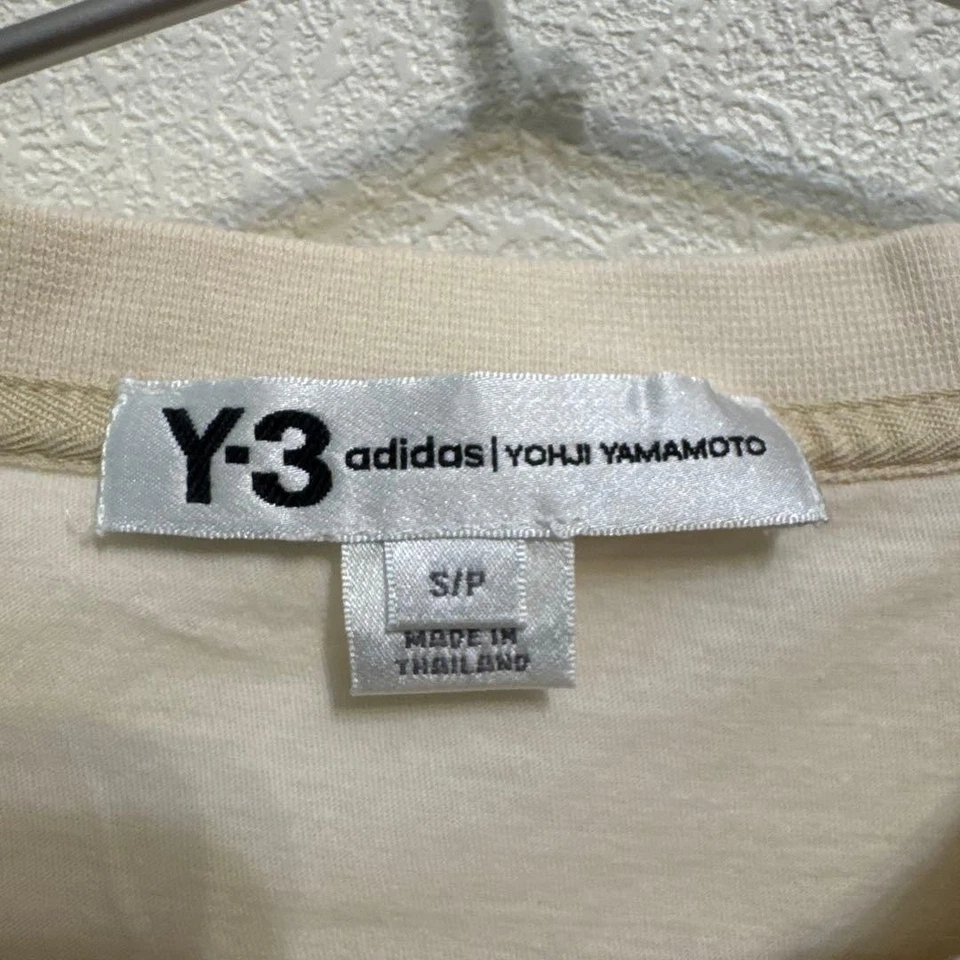 Y-3 adidas | YOHJI YAMAMOTO
S/P
MADE IN
THAILAND